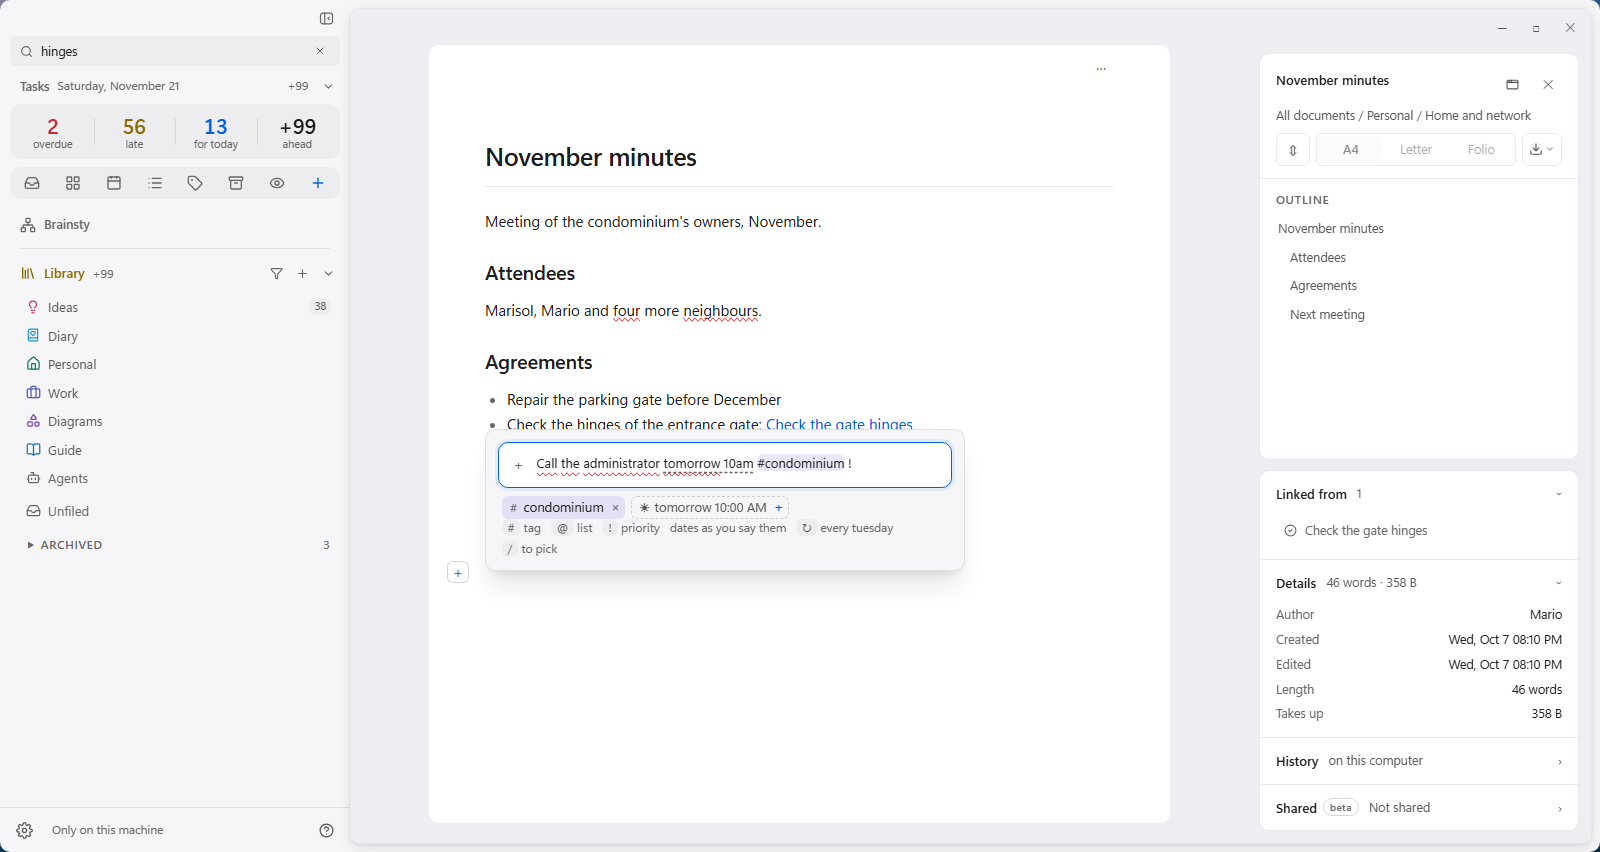 hinges
Tasks Saturday, November 21 +99
2 56 13 +99
overdue late for today ahead
Brainsty
Library +99
Ideas 38
Diary
Personal
Work
Diagrams
Guide
Agents
Unfiled
ARCHIVED 3
Only on this machine
...
November minutes
Meeting of the condominium's owners, November.
Attendees
Marisol, Mario and four more neighbours.
Agreements
Repair the parking gate before December
Check the hinges of the entrance gate: Check the gate hinges
+ Call the administrator tomorrow 10am #condominium !
# condominium × tomorrow 10:00 AM +
# tag @ list ! priority dates as you say them ↻ every tuesday
/ to pick
+
November minutes
All documents / Personal / Home and network
A4 Letter Folio
OUTLINE
November minutes
Attendees
Agreements
Next meeting
Linked from 1
Check the gate hinges
Details 46 words · 358 B
Author Mario
Created Wed, Oct 7 08:10 PM
Edited Wed, Oct 7 08:10 PM
Length 46 words
Takes up 358 B
History on this computer
Shared beta Not shared